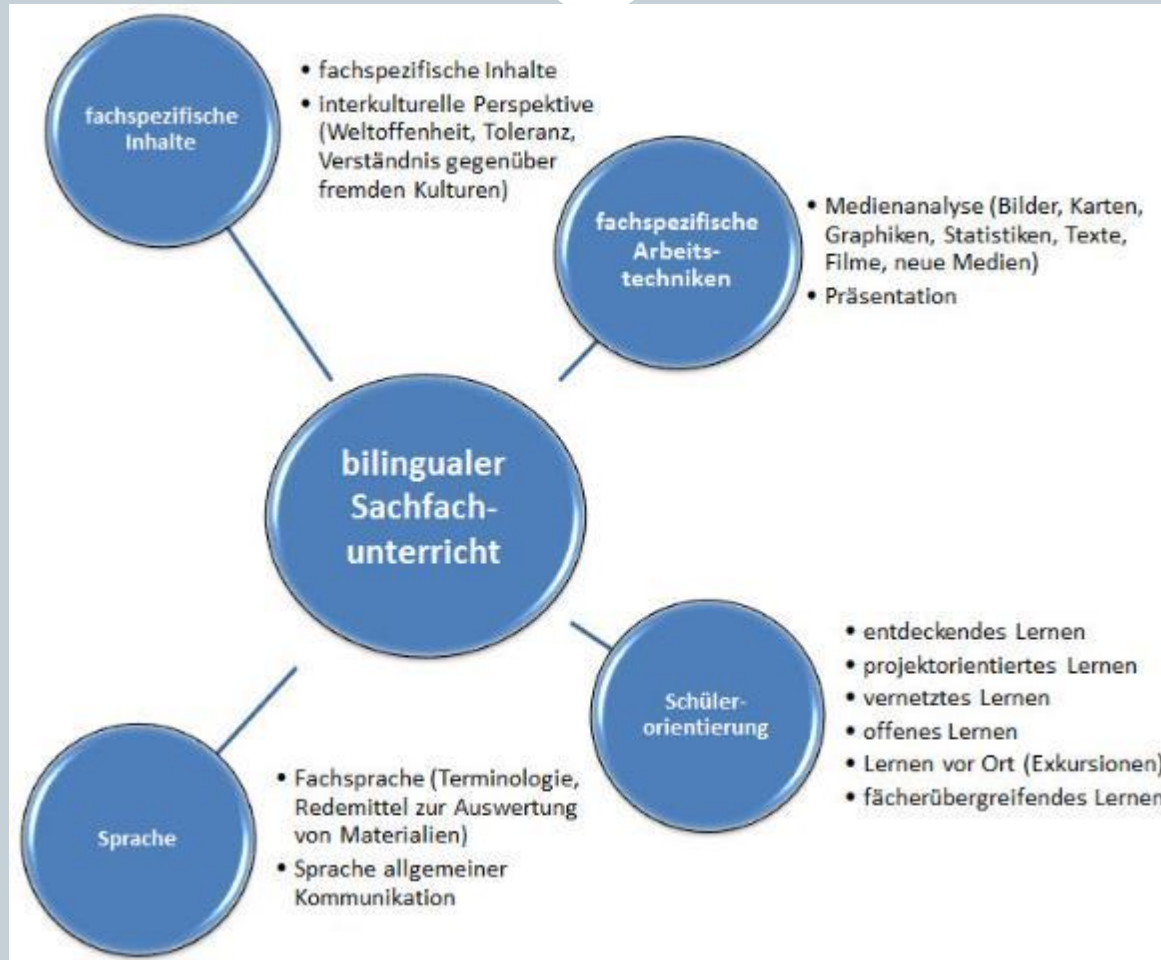 fachspezifische
Inhalte
• fachspezifische Inhalte
• interkulturelle Perspektive
(Weltoffenheit, Toleranz,
Verständnis gegenüber
fremden Kulturen)
fachspezifische
Arbeits-
techniken
• Medienanalyse (Bilder, Karten,
Graphiken, Statistiken, Texte,
Filme, neue Medien)
• Präsentation
bilingualer
Sachfach-
unterricht
Schüler-
orientierung
• entdeckendes Lernen
• projektorientiertes Lernen
• vernetztes Lernen
• offenes Lernen
• Lernen vor Ort (Exkursionen)
• fächerübergreifendes Lernen
Sprache
• Fachsprache (Terminologie,
Redemittel zur Auswertung
von Materialien)
• Sprache allgemeiner
Kommunikation